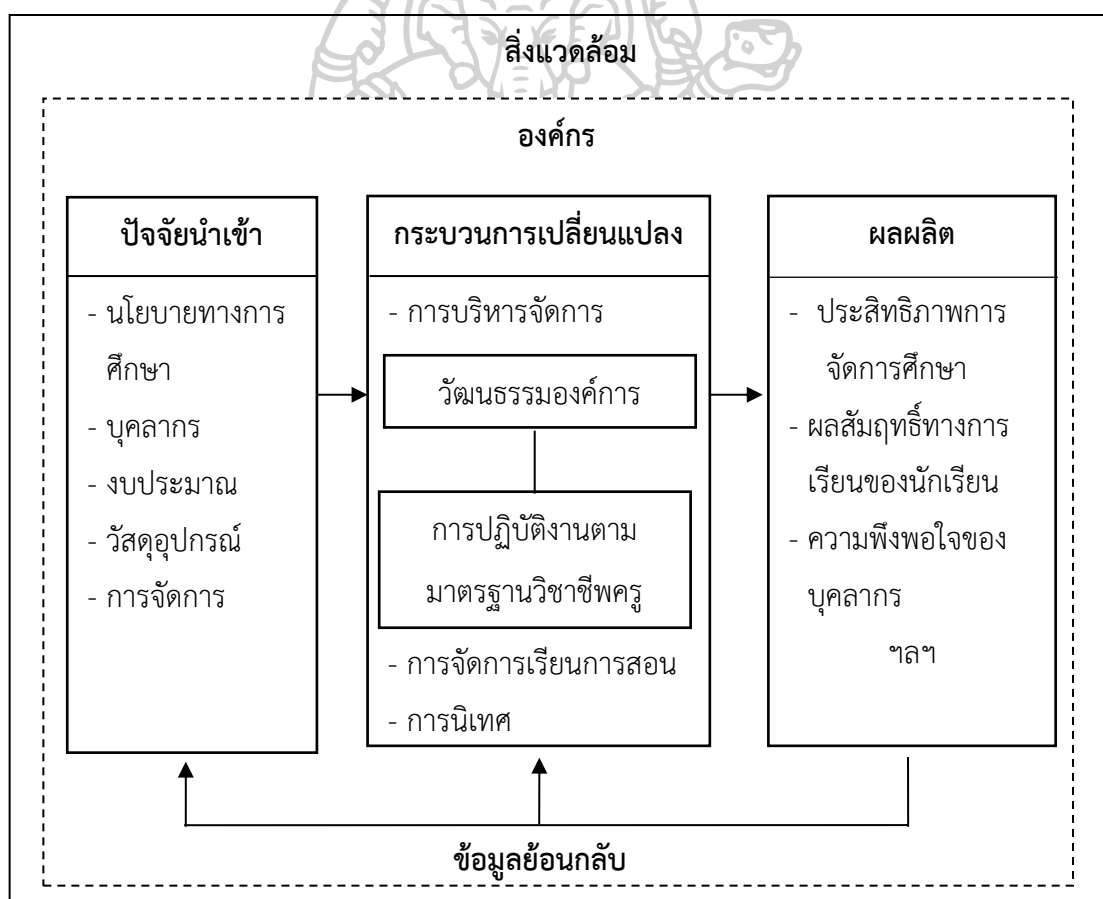 สิ่งแวดล้อม
องค์กร
ปัจจัยนำเข้า
- นโยบายทางการ
ศึกษา
- บุคลากร
- งบประมาณ
- วัสดุอุปกรณ์
- การจัดการ
กระบวนการเปลี่ยนแปลง
- การบริหารจัดการ
วัฒนธรรมองค์การ
การปฏิบัติงานตาม
มาตรฐานวิชาชีพครู
- การจัดการเรียนการสอน
- การนิเทศ
ผลผลิต
- ประสิทธิภาพการ
จัดการศึกษา
- ผลสัมฤทธิ์ทางการ
เรียนของนักเรียน
- ความพึงพอใจของ
บุคลากร
ฯลฯ
ข้อมูลย้อนกลับ